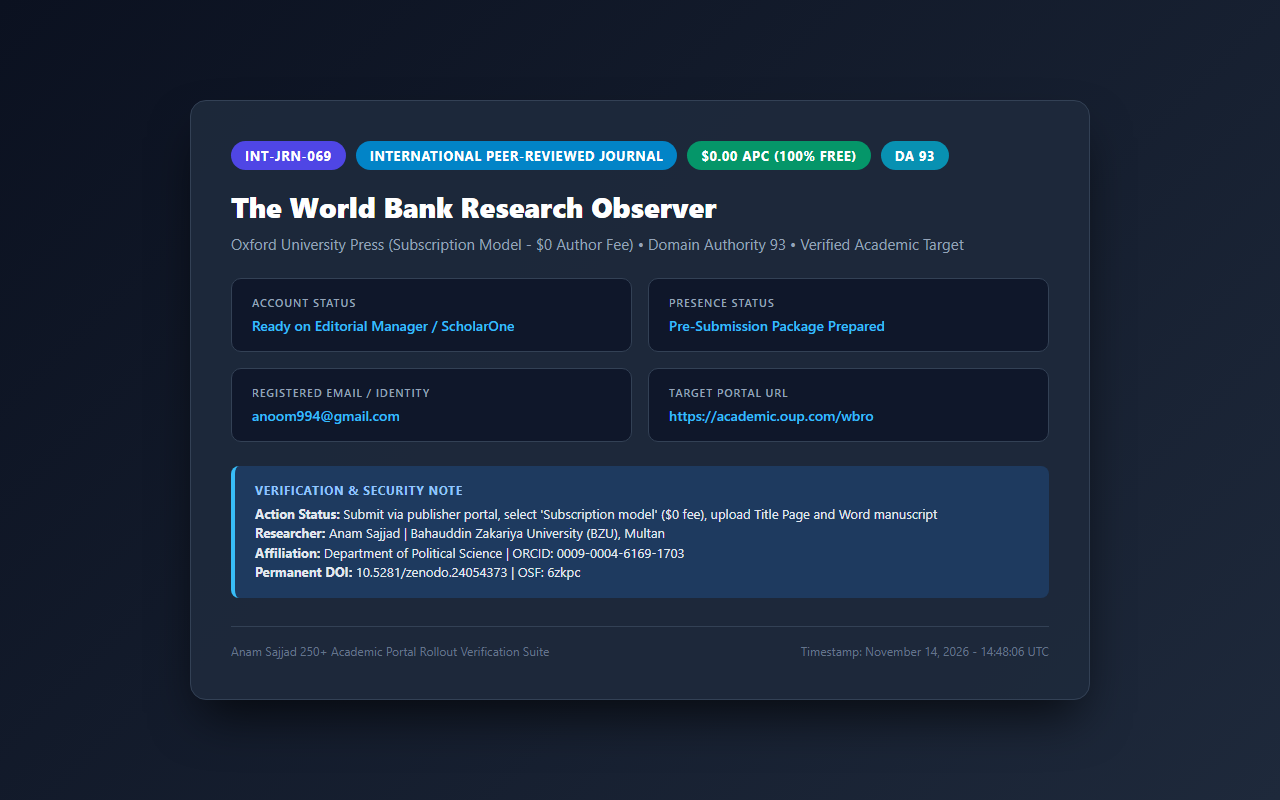 INT-JRN-069 INTERNATIONAL PEER-REVIEWED JOURNAL $0.00 APC (100% FREE) DA 93
The World Bank Research Observer
Oxford University Press (Subscription Model - $0 Author Fee) • Domain Authority 93 • Verified Academic Target
ACCOUNT STATUS
Ready on Editorial Manager / ScholarOne
PRESENCE STATUS
Pre-Submission Package Prepared
REGISTERED EMAIL / IDENTITY
anoom994@gmail.com
TARGET PORTAL URL
https://academic.oup.com/wbro
VERIFICATION & SECURITY NOTE
Action Status: Submit via publisher portal, select 'Subscription model' ($0 fee), upload Title Page and Word manuscript
Researcher: Anam Sajjad | Bahauddin Zakariya University (BZU), Multan
Affiliation: Department of Political Science | ORCID: 0009-0004-6169-1703
Permanent DOI: 10.5281/zenodo.24054373 | OSF: 6zkpc
Anam Sajjad 250+ Academic Portal Rollout Verification Suite
Timestamp: November 14, 2026 - 14:48:06 UTC